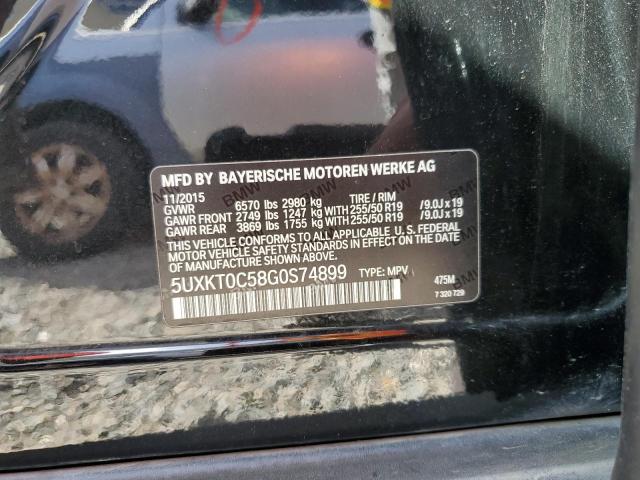 MFD BY BAYERISCHE MOTOREN WERKE AG
11/2015
GVWR 6570 lbs 2980 kg TIRE / RIM
GAWR FRONT 2749 lbs 1247 kg WITH 255/50 R19 /9.0J x 19
GAWR REAR 3869 lbs 1755 kg WITH 255/50 R19 /9.0J x 19
THIS VEHICLE CONFORMS TO ALL APPLICABLE U.S. FEDERAL
MOTOR VEHICLE SAFETY STANDARDS IN EFFECT ON THE DATE
OF MANUFACTURE SHOWN ABOVE.
5UXKT0C58G0S74899 TYPE: MPV 475M
7 320 729